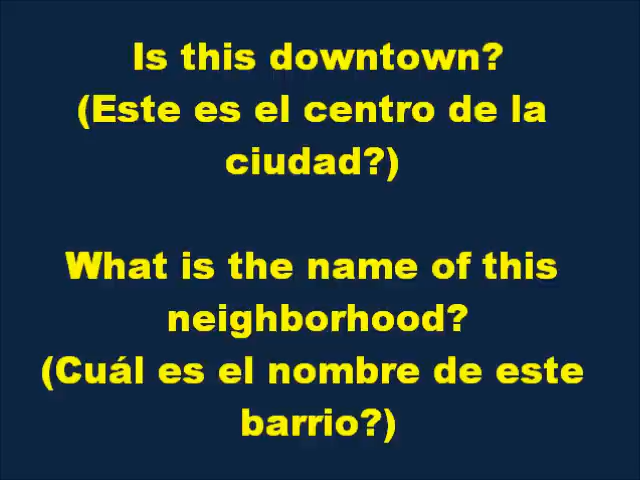 Is this downtown?
(Este es el centro de la
ciudad?)
What is the name of this
neighborhood?
(Cuál es el nombre de este
barrio?)